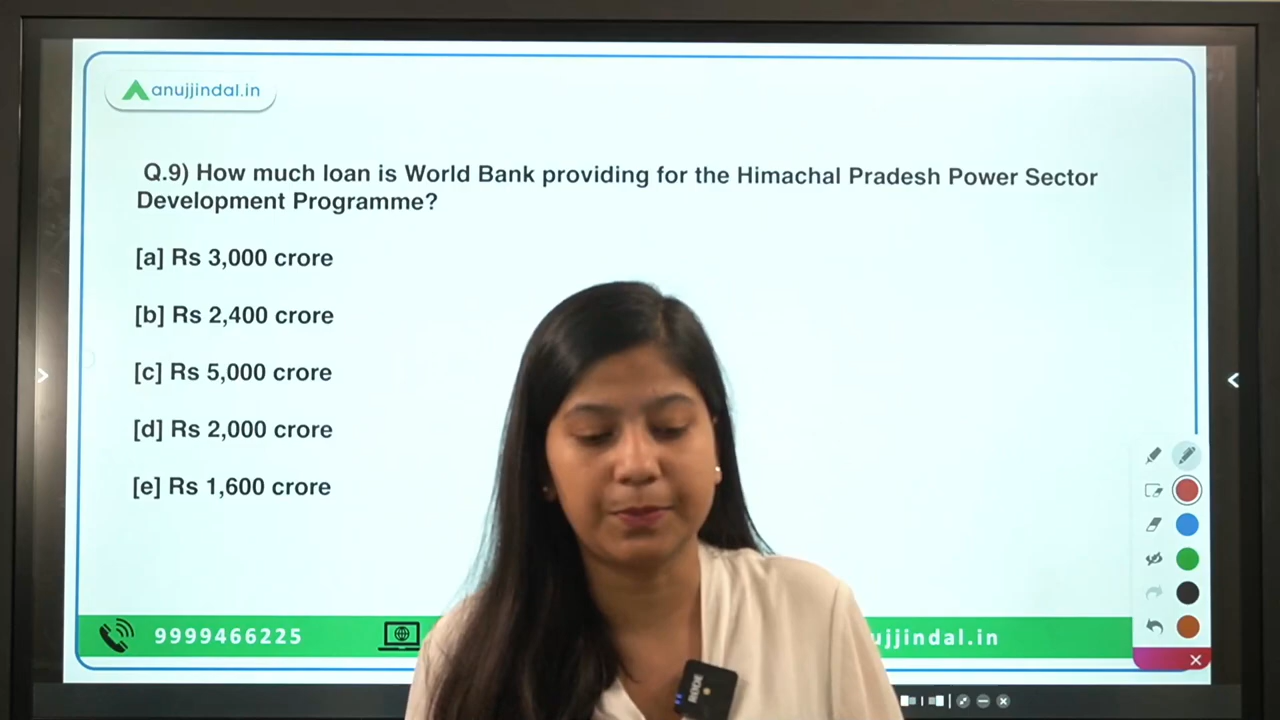 anujjindal.in
Q.9) How much loan is World Bank providing for the Himachal Pradesh Power Sector
Development Programme?
[a] Rs 3,000 crore
[b] Rs 2,400 crore
[c] Rs 5,000 crore
[d] Rs 2,000 crore
[e] Rs 1,600 crore
9999466225
ujjindal.in
RODE